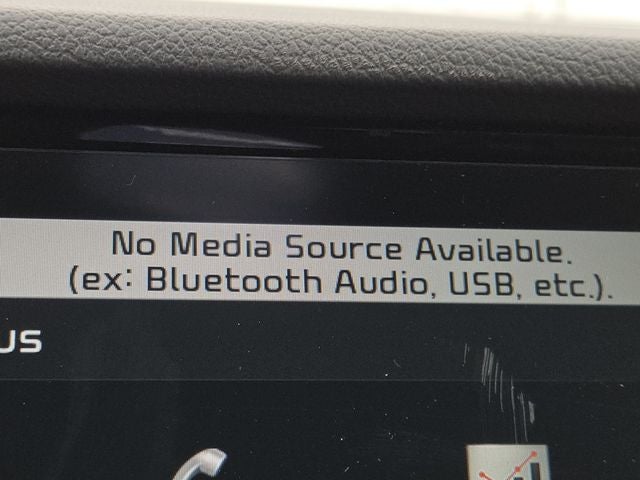 No Media Source Available.
(ex: Bluetooth Audio, USB, etc.).
us